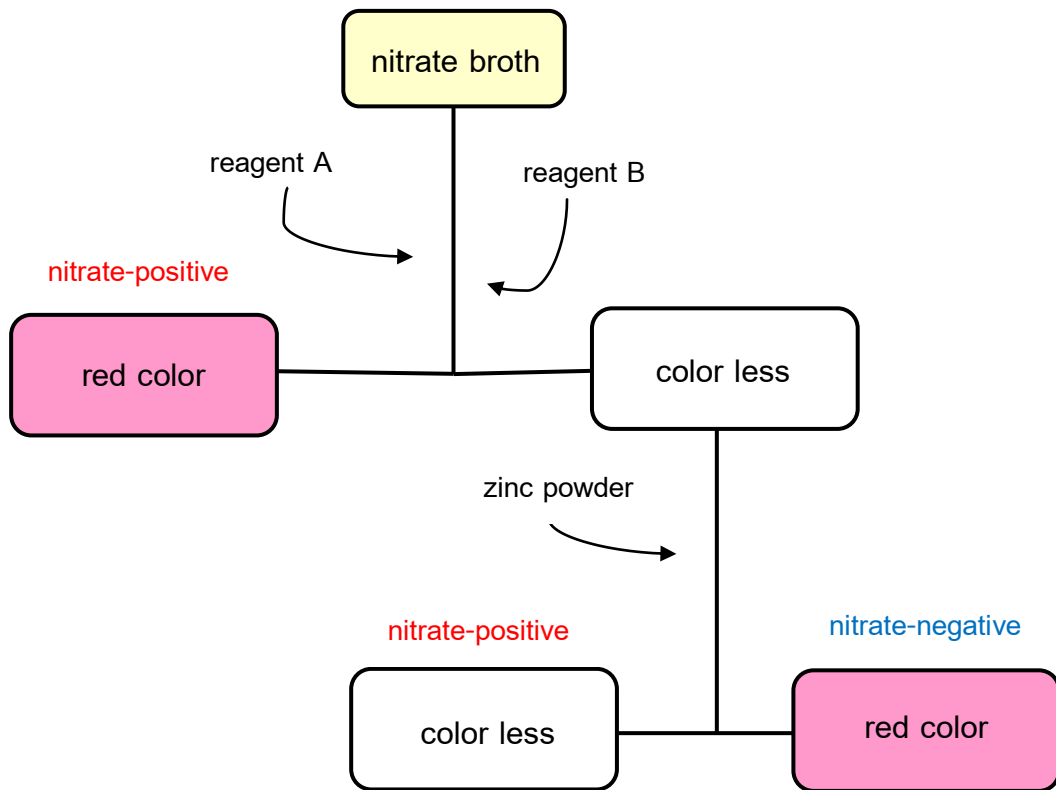 nitrate broth
reagent A
reagent B
nitrate-positive
red color
color less
zinc powder
nitrate-positive
nitrate-negative
color less
red color